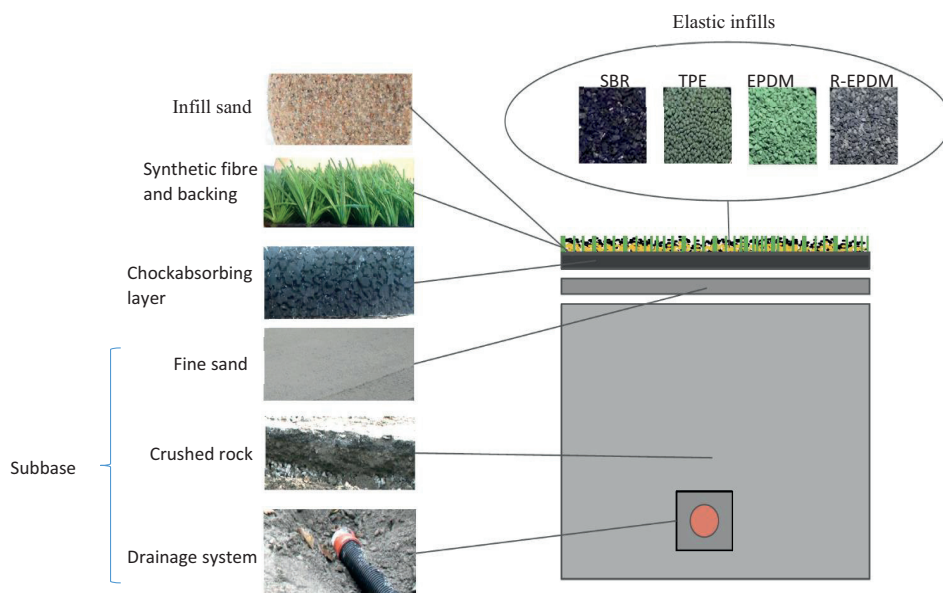 Elastic infills
SBR TPE EPDM R-EPDM
Infill sand
Synthetic fibre
and backing
Chockabsorbing
layer
Fine sand
Crushed rock
Subbase
Drainage system